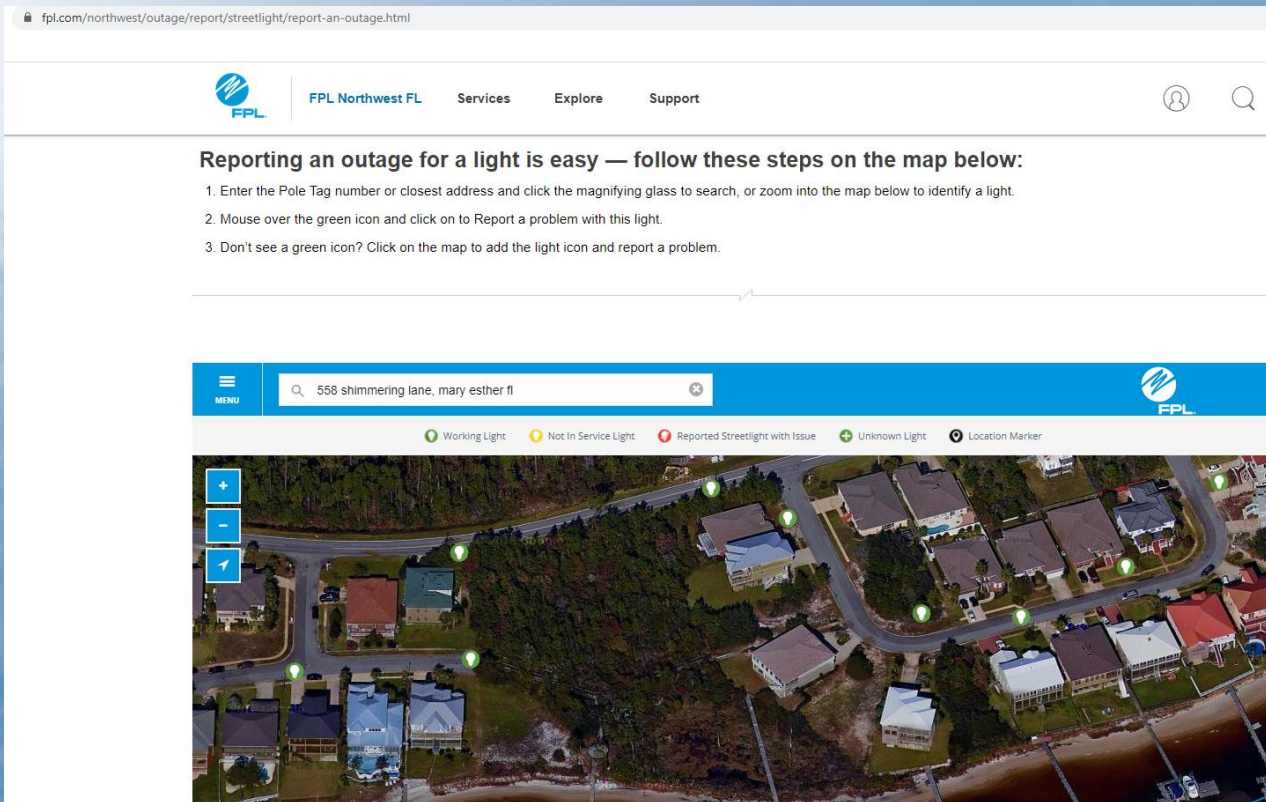 fpl.com/northwest/outage/report/streetlight/report-an-outage.html
FPL. FPL Northwest FL Services Explore Support
Reporting an outage for a light is easy — follow these steps on the map below:
1. Enter the Pole Tag number or closest address and click the magnifying glass to search, or zoom into the map below to identify a light.
2. Mouse over the green icon and click on to Report a problem with this light.
3. Don't see a green icon? Click on the map to add the light icon and report a problem.
MENU 558 shimmering lane, mary esther fl FPL.
Working Light Not In Service Light Reported Streetlight with Issue Unknown Light Location Marker